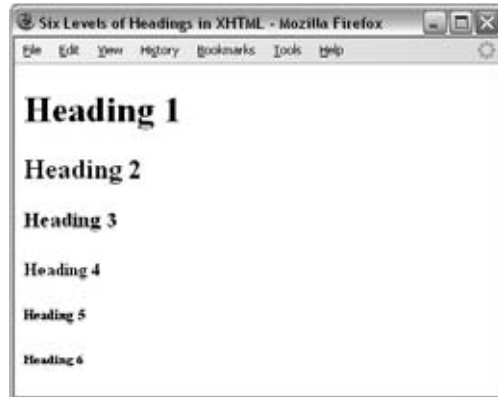 Six Levels of Headings in XHTML - Mozilla Firefox
File Edit View History Bookmarks Tools Help
Heading 1
Heading 2
Heading 3
Heading 4
Heading 5
Heading 6